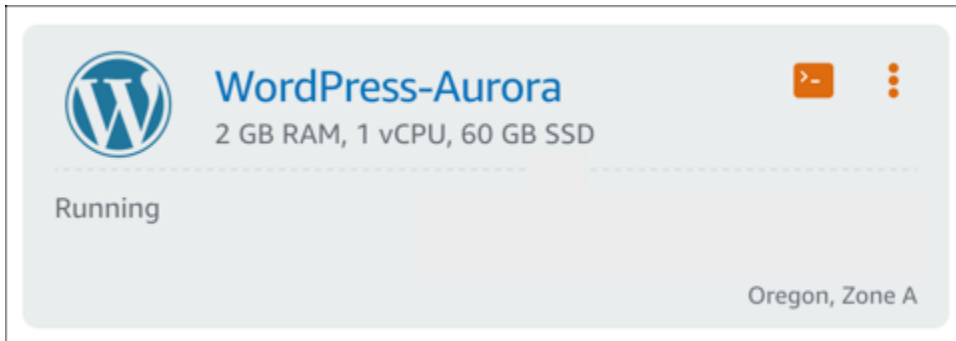 WordPress-Aurora
2 GB RAM, 1 vCPU, 60 GB SSD
Running
Oregon, Zone A